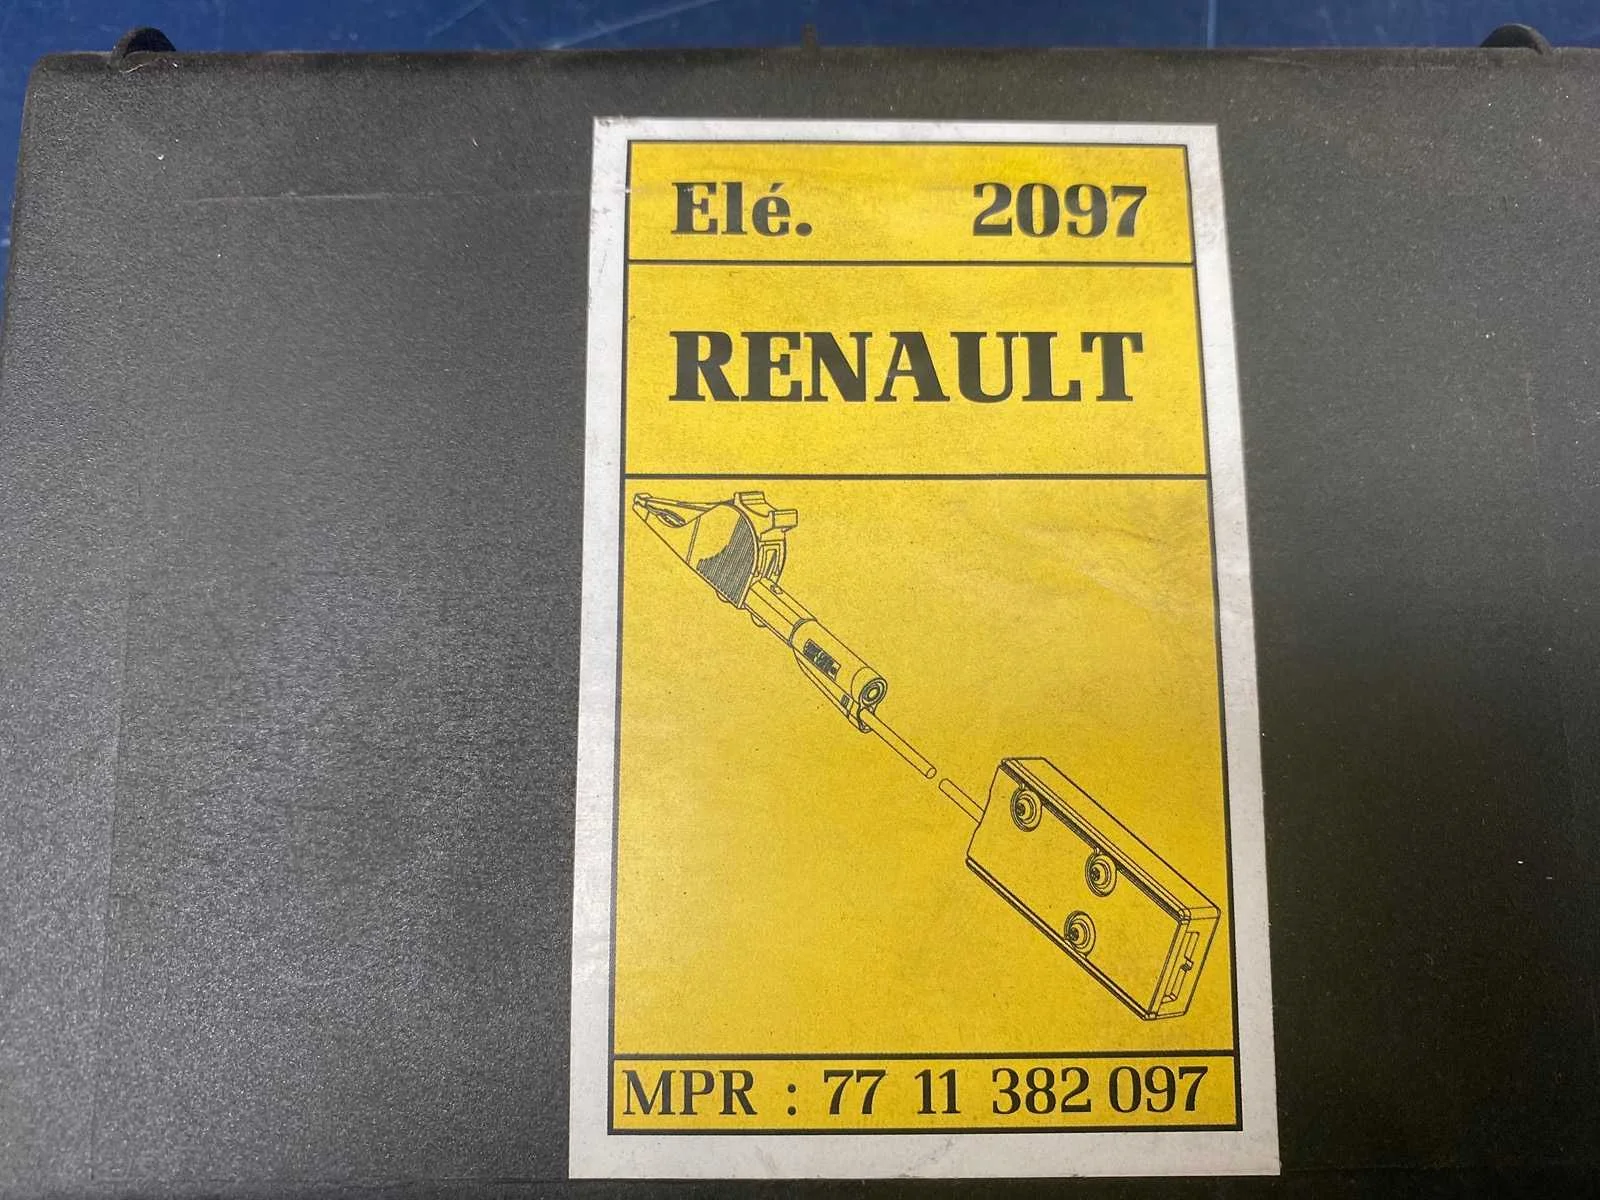 Elé. 2097
RENAULT
MPR : 77 11 382 097